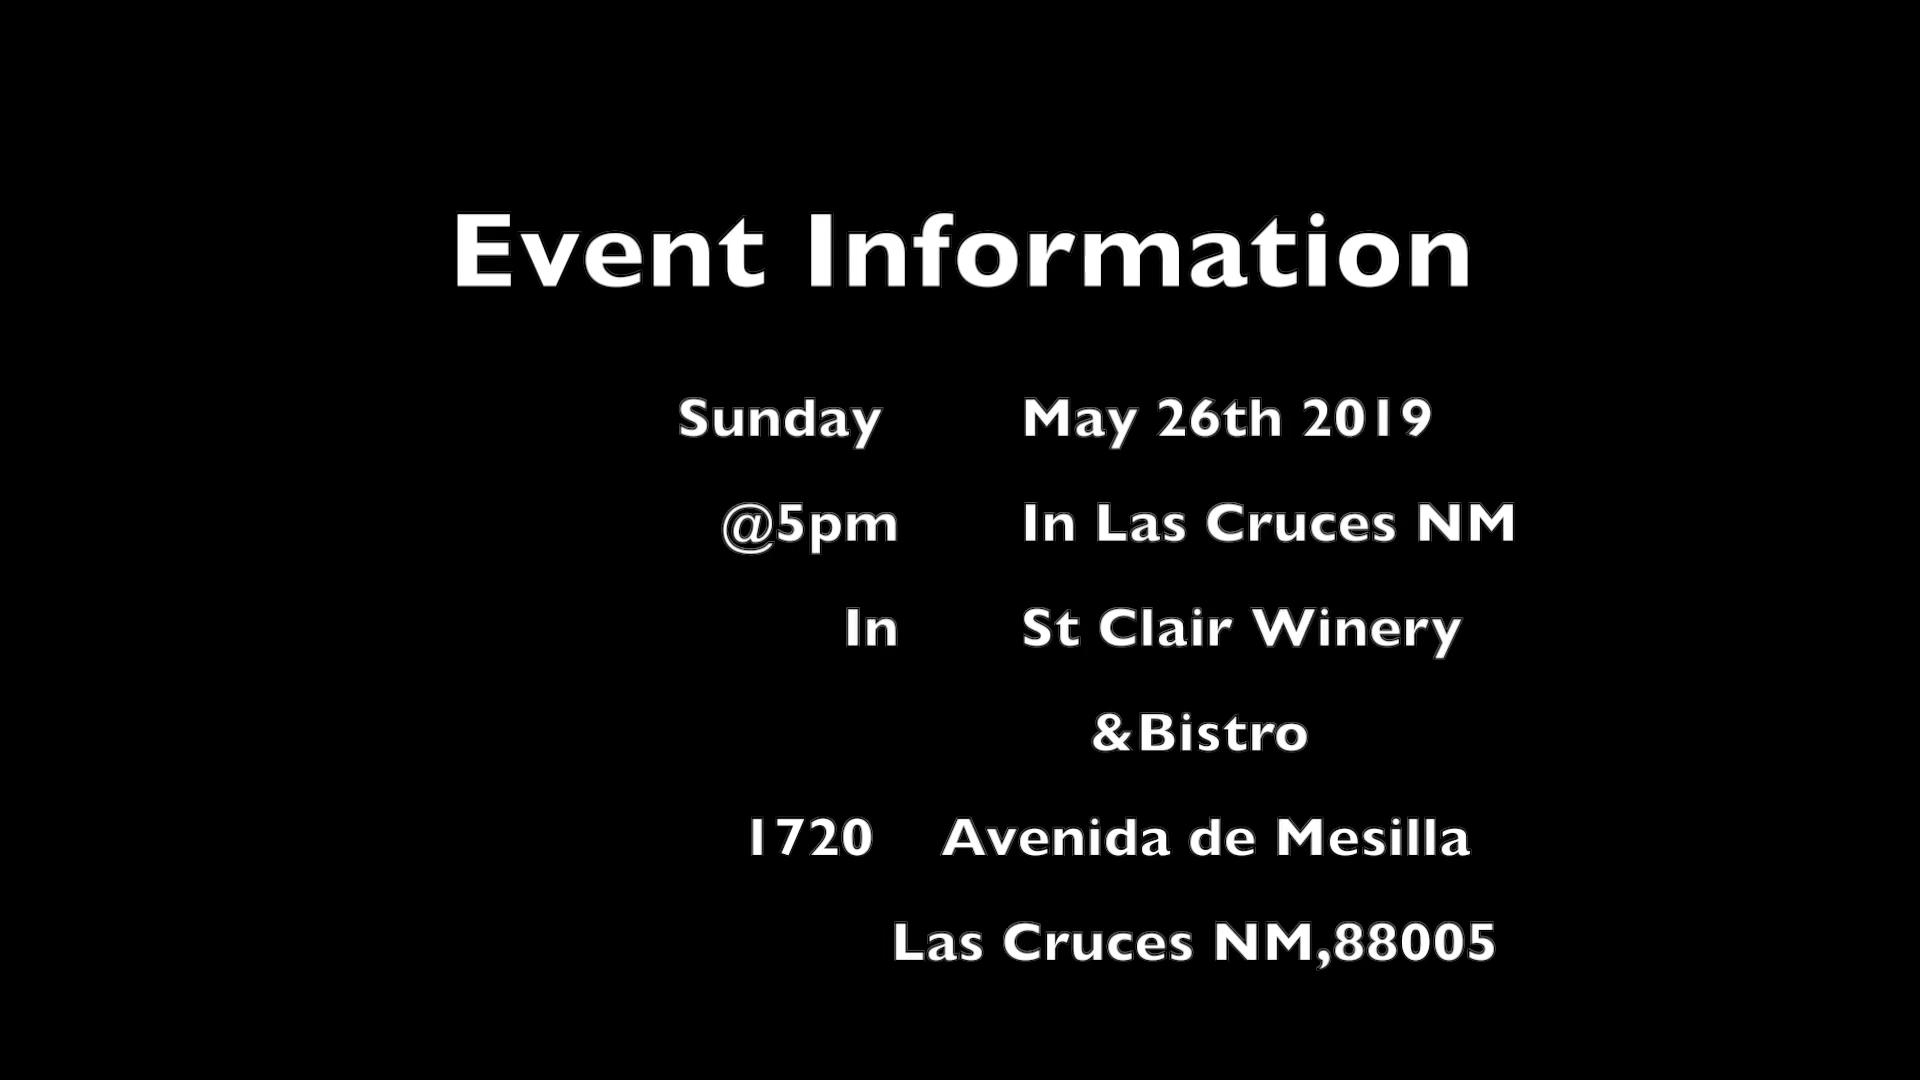 Event Information
Sunday May 26th 2019
@5pm In Las Cruces NM
In St Clair Winery
&Bistro
1720 Avenida de Mesilla
Las Cruces NM,88005